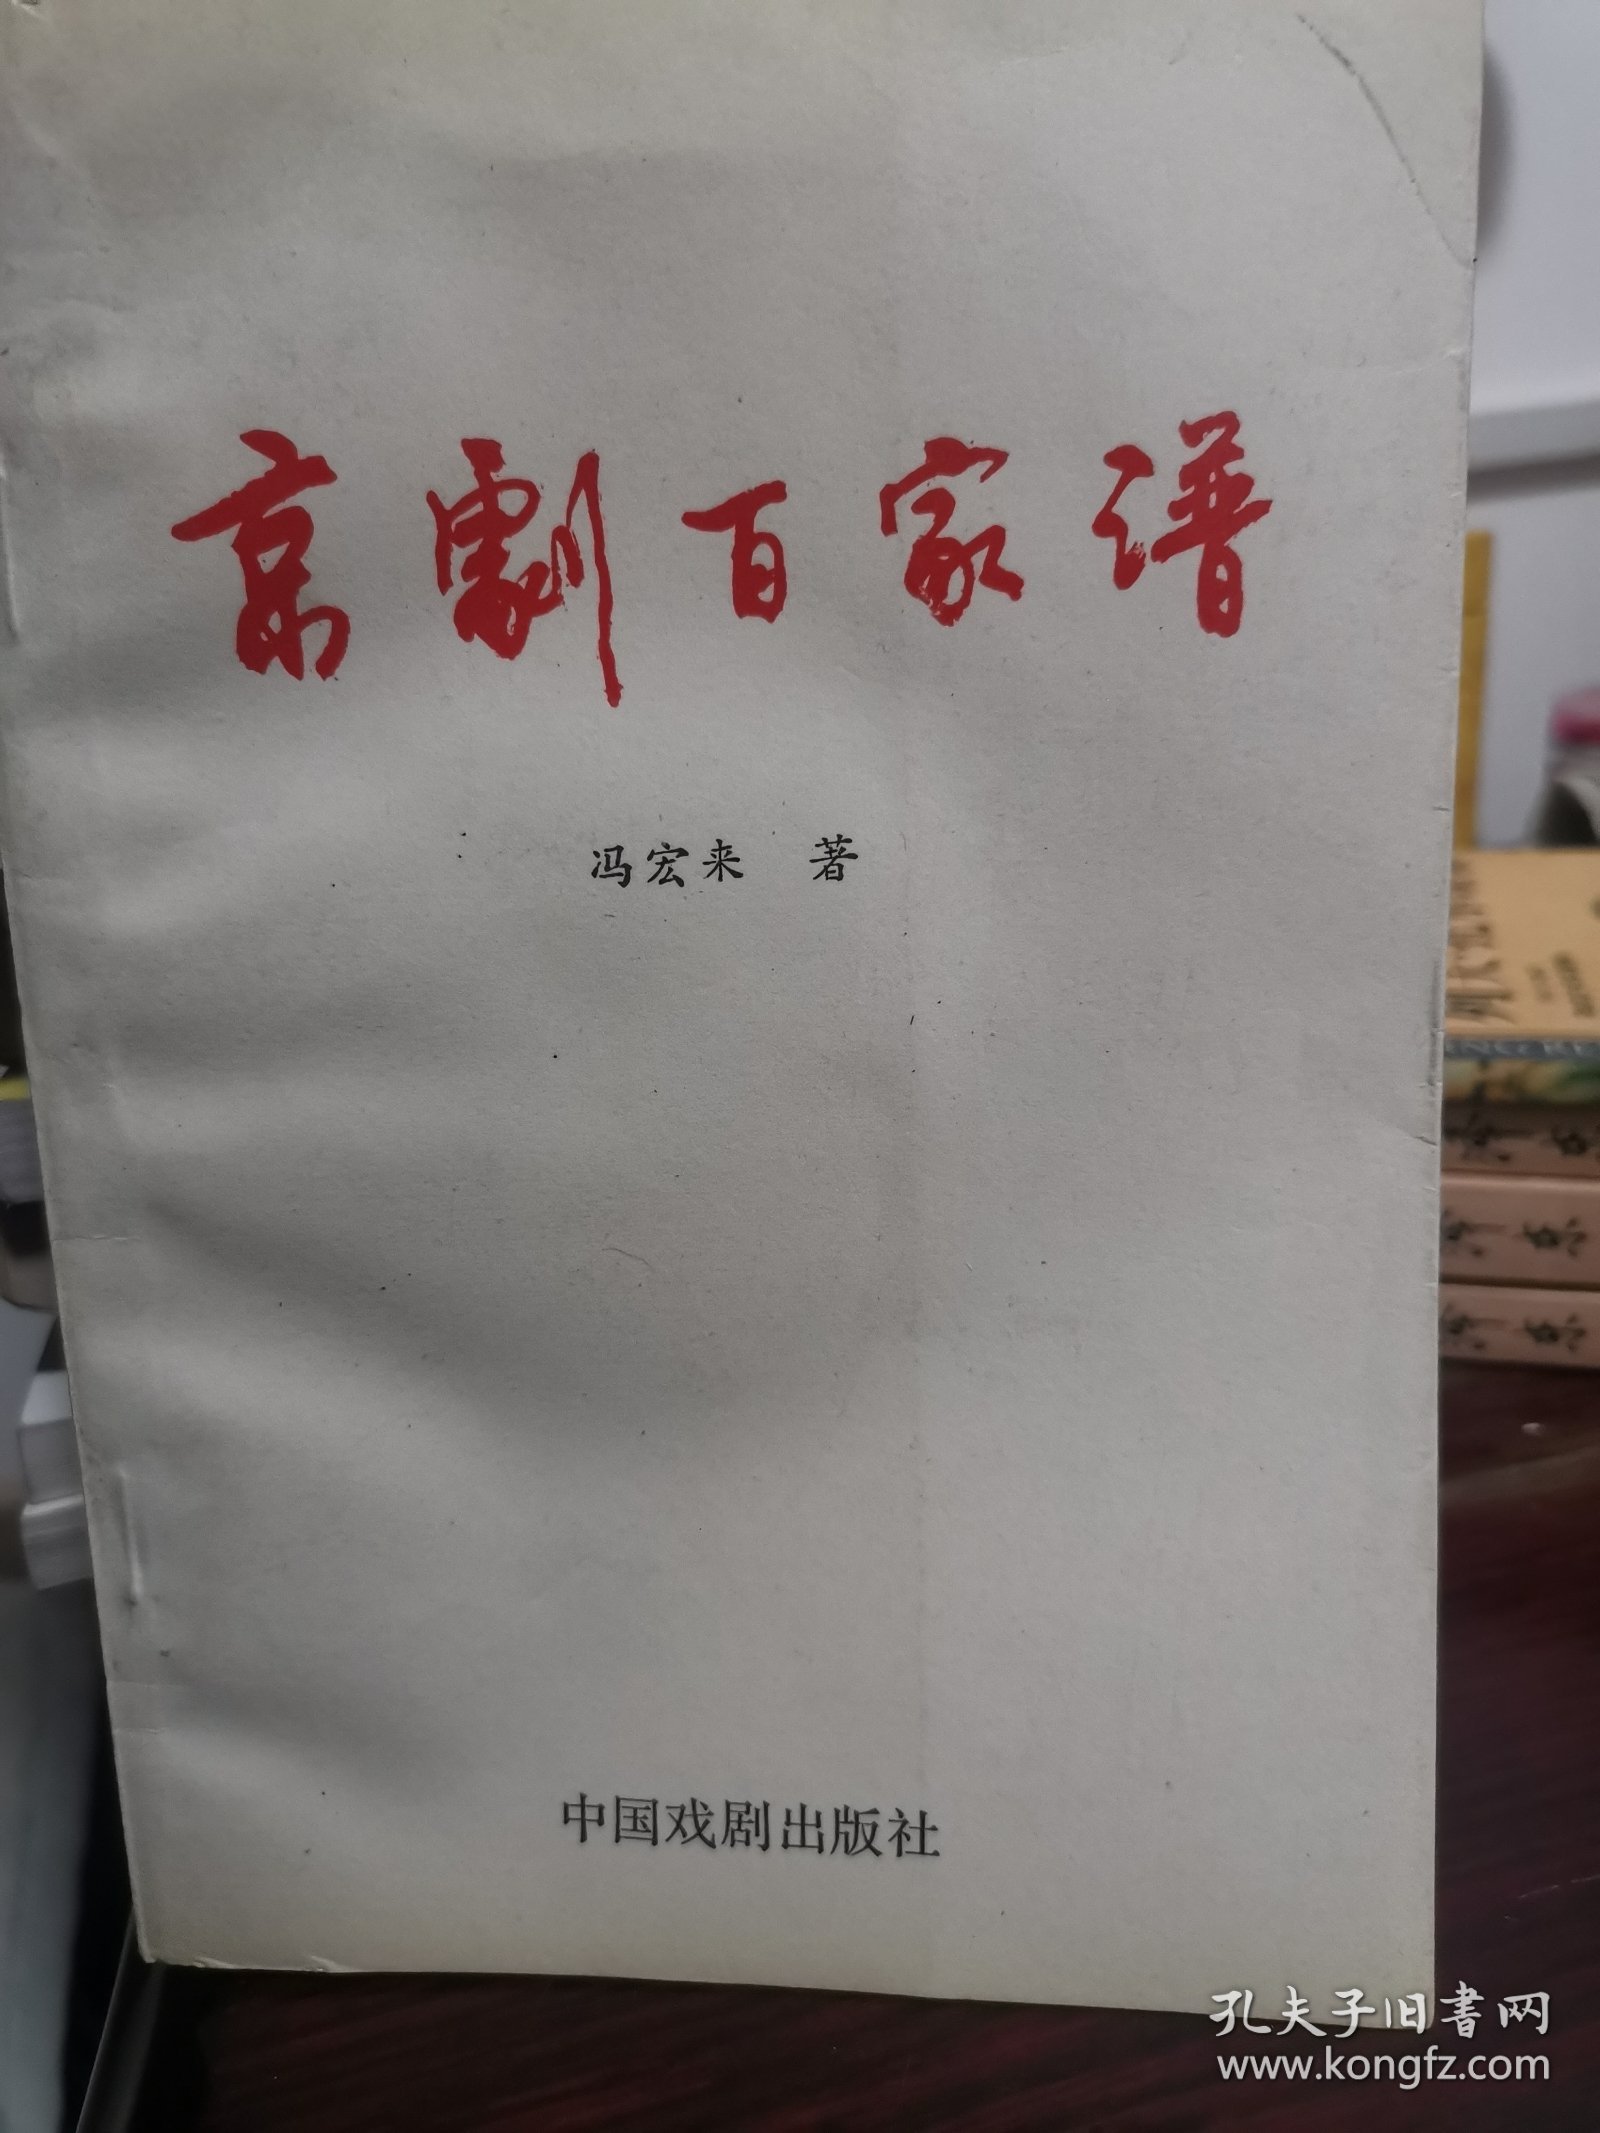 京劇百家谱
冯宏来 著
中国戏剧出版社
孔夫子旧书网
www.kongfz.com